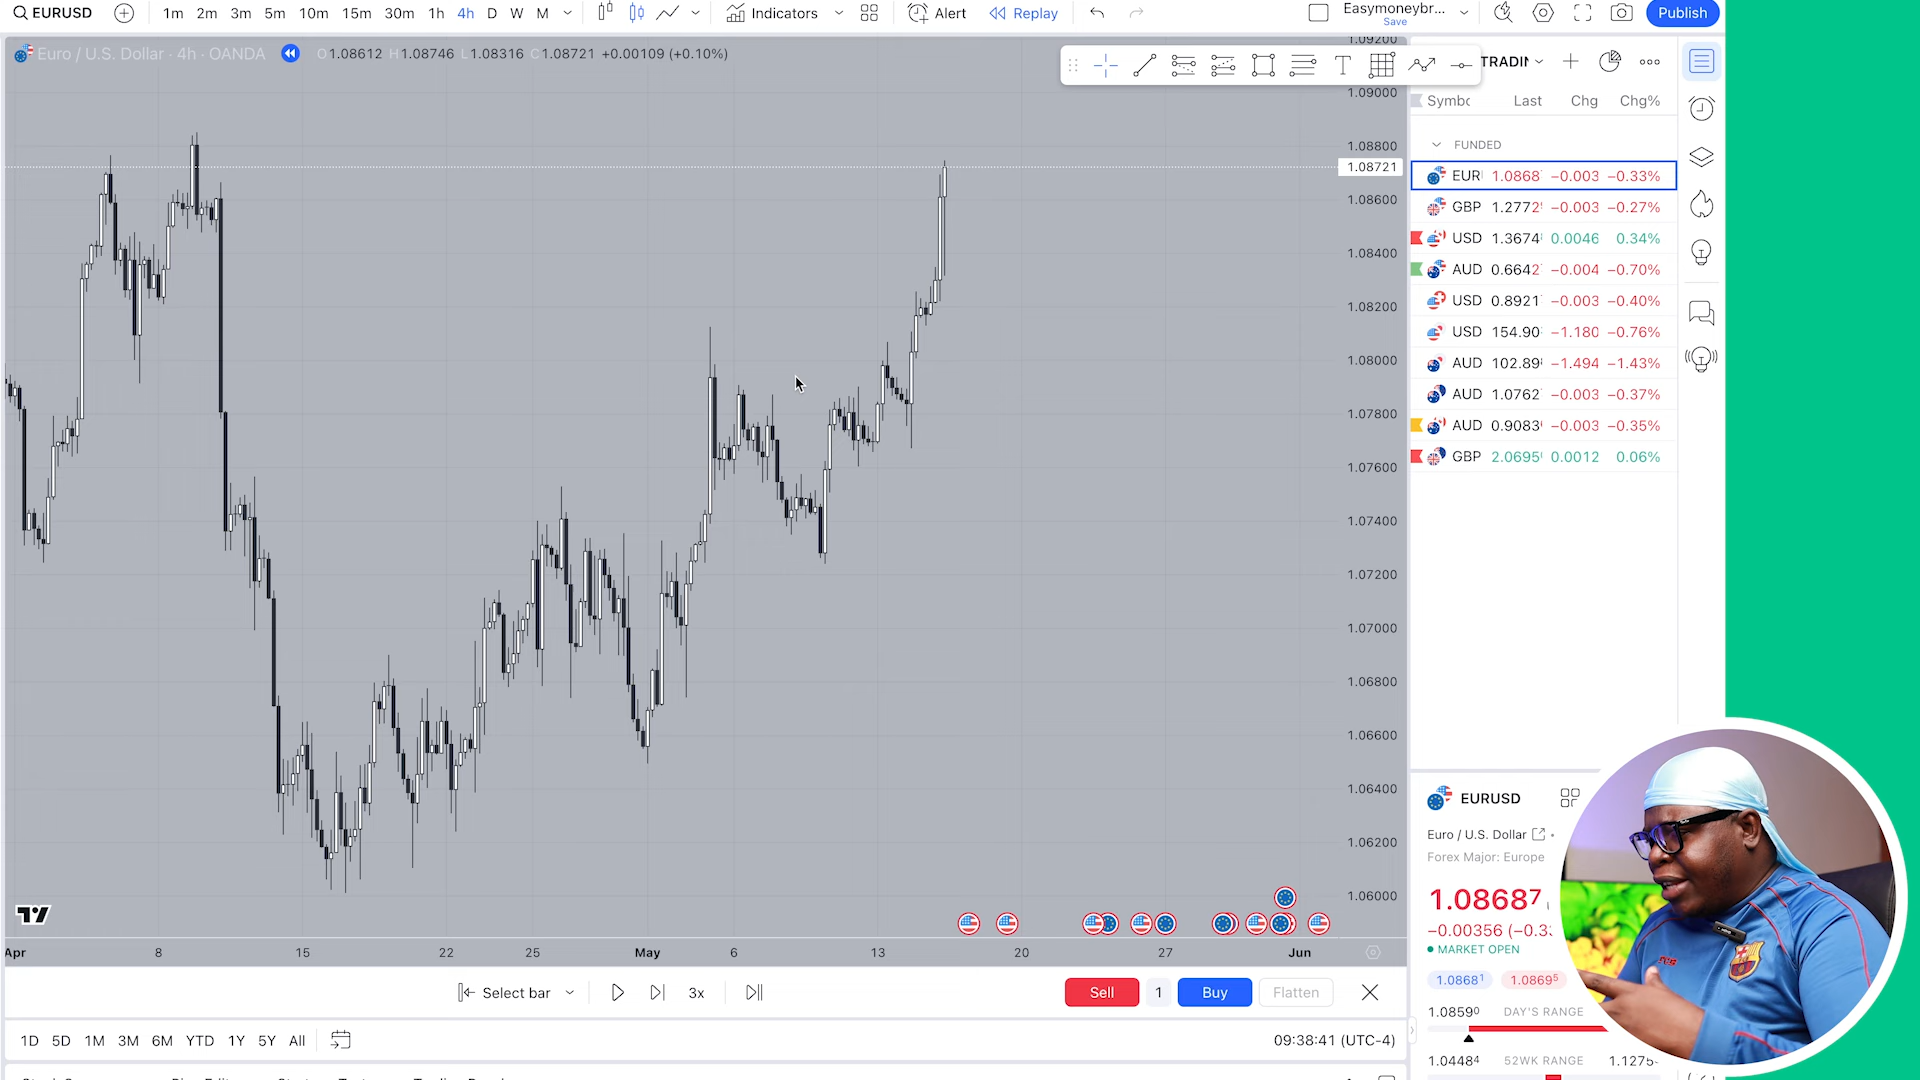 EURUSD 1m 2m 3m 5m 10m 15m 30m 1h 4h D W M Indicators Alert Replay Easymoneybr... Save Publish
Euro / U.S. Dollar · 4h · OANDA O1.08612 H1.08746 L1.08316 C1.08721 +0.00109 (+0.10%)
T
1.09200
1.09000
1.08800
1.08721
1.08600
1.08400
1.08200
1.08000
1.07800
1.07600
1.07400
1.07200
1.07000
1.06800
1.06600
1.06400
1.06200
1.06000
Apr 8 15 22 25 May 6 13 20 27 Jun
Select bar 3x Sell 1 Buy Flatten
1D 5D 1M 3M 6M YTD 1Y 5Y All 09:38:41 (UTC-4)
Last Chg Chg%
FUNDED
EUR 1.0868 −0.003 −0.33%
GBP 1.2772 −0.003 −0.27%
USD 1.3674 0.0046 0.34%
AUD 0.6642 −0.004 −0.70%
USD 0.8921 −0.003 −0.40%
USD 154.90 −1.180 −0.76%
AUD 102.89 −1.494 −1.43%
AUD 1.0762 −0.003 −0.37%
AUD 0.9083 −0.003 −0.35%
GBP 2.0695 0.0012 0.06%
EURUSD
Euro / U.S. Dollar
Forex Major: Europe
1.08687
−0.00356
MARKET OPEN
1.08681 1.08695
1.08590 DAY'S RANGE
1.04484 52WK RANGE 1.1275